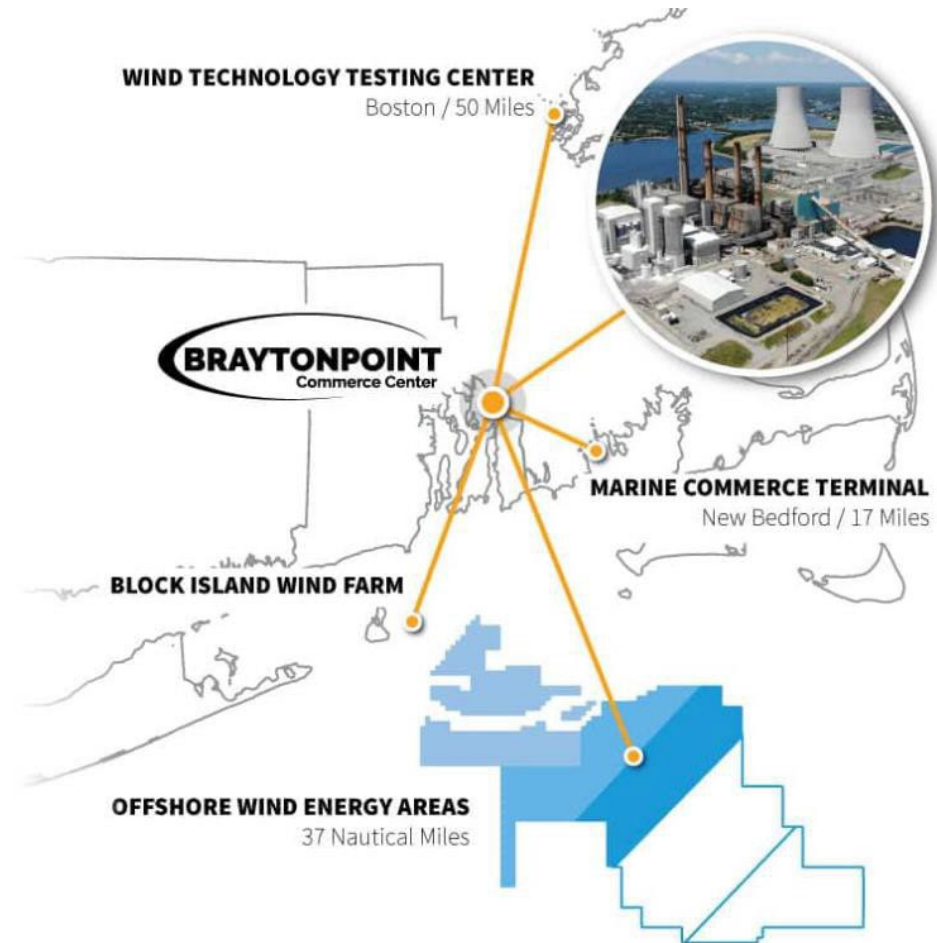 WIND TECHNOLOGY TESTING CENTER
Boston / 50 Miles
BRAYTONPOINT
Commerce Center
MARINE COMMERCE TERMINAL
New Bedford / 17 Miles
BLOCK ISLAND WIND FARM
OFFSHORE WIND ENERGY AREAS
37 Nautical Miles